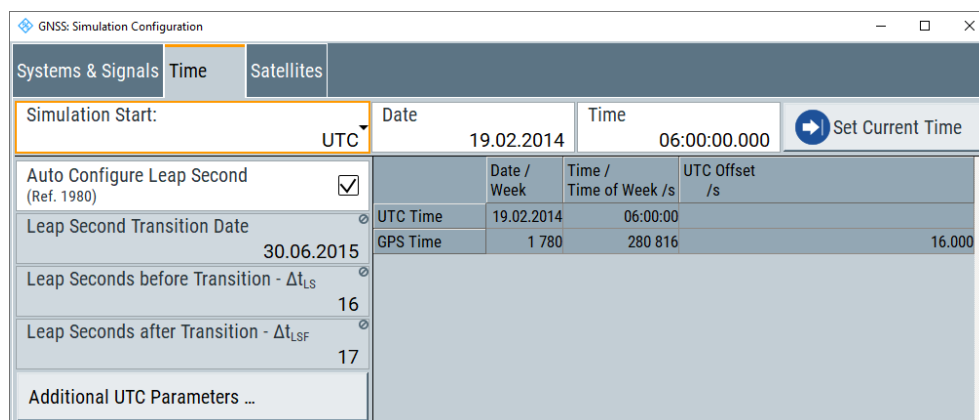 GNSS: Simulation Configuration
Systems & Signals Time Satellites
Simulation Start:
UTC
Date
19.02.2014
Time
06:00:00.000
Set Current Time
Auto Configure Leap Second
(Ref. 1980)
Leap Second Transition Date
30.06.2015
Leap Seconds before Transition - ΔtLS
16
Leap Seconds after Transition - ΔtLSF
17
Additional UTC Parameters ...
Date / Time / UTC Offset
Week Time of Week /s /s
UTC Time 19.02.2014 06:00:00
GPS Time 1 780 280 816 16.000